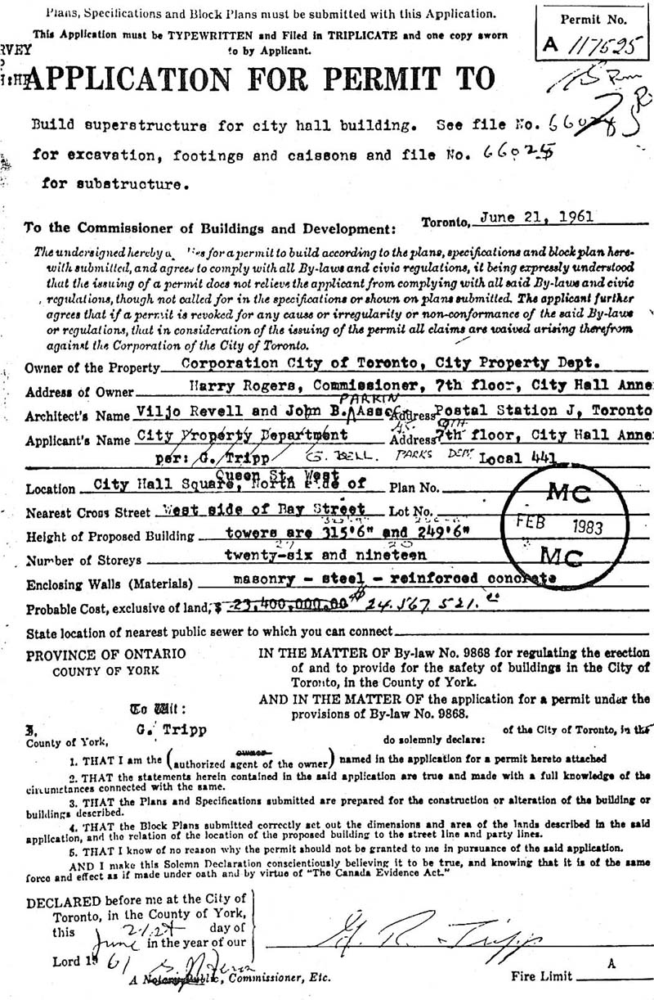 Plans, Specifications and Block Plans must be submitted with this Application.
This Application must be TYPEWRITTEN and Filed in TRIPLICATE and one copy sworn
to by Applicant.
Permit No.
A 117525
RVEY
APPLICATION FOR PERMIT TO
Build superstructure for city hall building. See file No.
for excavation, footings and caissons and file No. 66025
for substructure.
To the Commissioner of Buildings and Development: Toronto, June 21, 1961
The undersigned hereby for a permit to build according to the plans, specifications and block plan here-
with submitted, and agrees to comply with all By-laws and civic regulations, it being expressly understood
that the issuing of a permit does not relieve the applicant from complying with all said By-laws and civic
regulations, though not called for in the specifications or shown on plans submitted. The applicant further
agrees that if a permit is revoked for any cause or irregularity or non-conformance of the said By-laws
or regulations, that in consideration of the issuing of the permit all claims are waived arising therefrom
against the Corporation of the City of Toronto.
Owner of the Property Corporation City of Toronto, City Property Dept.
Address of Owner Harry Rogers, Commissioner, 7th floor, City Hall Anne
PARKIN
Architect's Name Viljo Revell and John B. Assoc Address Postal Station J, Toronto
Applicant's Name City Property Department Address 7th floor, City Hall Anne
per: G. Tripp G. BELL. PARKS DEPT Local 441
Queen St. West
Location City Hall Square, North side of Plan No.
Nearest Cross Street West side of Bay Street Lot No.
Height of Proposed Building towers are 315'6" and 249'6"
27 20
Number of Storeys twenty-six and nineteen
Enclosing Walls (Materials) masonry - steel - reinforced concrete
MC
FEB 1983
MC
Probable Cost, exclusive of land, $ 23,400,000.00 $24.567.521.00
State location of nearest public sewer to which you can connect
PROVINCE OF ONTARIO
COUNTY OF YORK
To Wit:
IN THE MATTER OF By-law No. 9868 for regulating the erection
of and to provide for the safety of buildings in the City of
Toronto, in the County of York.
AND IN THE MATTER OF the application for a permit under the
provisions of By-law No. 9868.
I, G. Tripp of the City of Toronto, in the
County of York, do solemnly declare:
owner
1. THAT I am the (authorized agent of the owner) named in the application for a permit hereto attached
2. THAT the statements herein contained in the said application are true and made with a full knowledge of the
circumstances connected with the same.
3. THAT the Plans and Specifications submitted are prepared for the construction or alteration of the building or
buildings described.
4. THAT the Block Plans submitted correctly set out the dimensions and area of the lands described in the said
application, and the relation of the location of the proposed building to the street line and party lines.
5. THAT I know of no reason why the permit should not be granted to me in pursuance of the said application.
AND I make this Solemn Declaration conscientiously believing it to be true, and knowing that it is of the same
force and effect as if made under oath and by virtue of "The Canada Evidence Act."
DECLARED before me at the City of
Toronto, in the County of York,
this 21st day of
June in the year of our
Lord 1961
G. R. Tripp
A Notary Public, Commissioner, Etc.
Fire Limit A